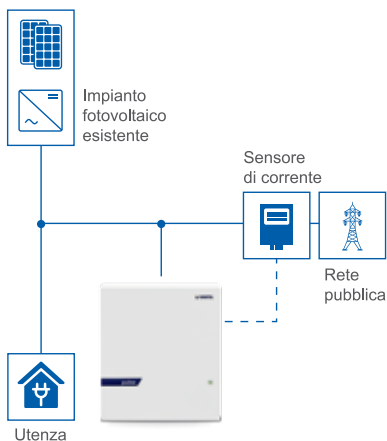 Impianto
fotovoltaico
esistente
Sensore
di corrente
Rete
pubblica
Utenza